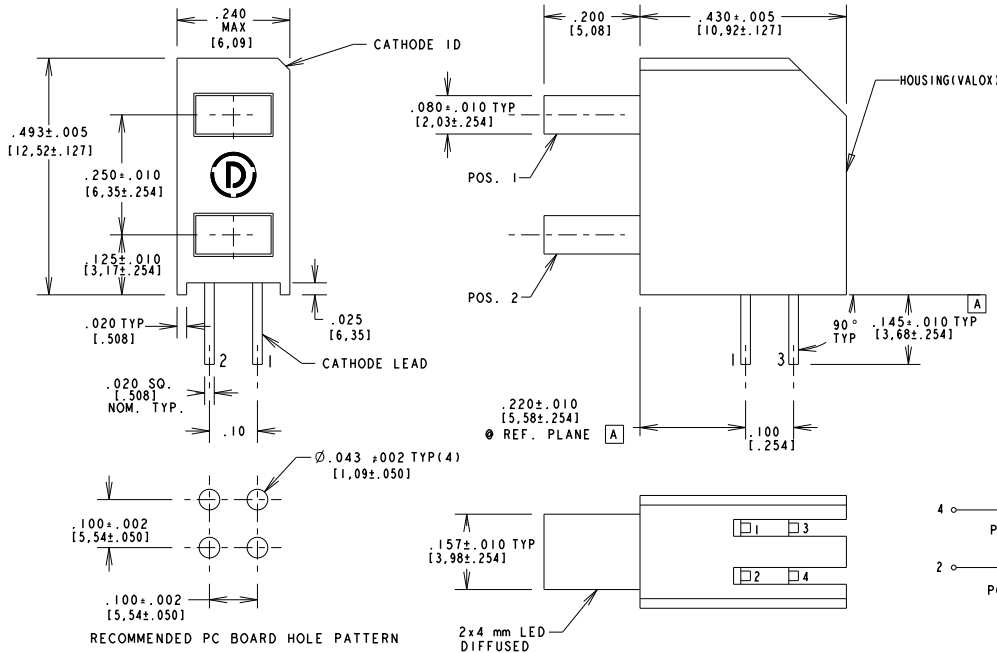 .240
MAX
[6,09]
CATHODE ID
.493±.005
[12,52±.127]
.250±.010
[6,35±.254]
.125±.010
[3,17±.254]
D
.020 TYP
[.508]
.025
[6,35]
2
1
CATHODE LEAD
.020 SQ.
[.508]
NOM. TYP.
.10
.200
[5,08]
.430±.005
[10,92±.127]
HOUSING(VALOX)
.080±.010 TYP
[2,03±.254]
POS. 1
POS. 2
A
90°
TYP
.145±.010 TYP
[3,68±.254]
1
3
.220±.010
[5,58±.254]
@ REF. PLANE A
.100
[.254]
Ø.043 ±002 TYP(4)
[1,09±.050]
.100±.002
[5,54±.050]
.100±.002
[5,54±.050]
RECOMMENDED PC BOARD HOLE PATTERN
.157±.010 TYP
[3,98±.254]
1
3
2
4
2x4 mm LED
DIFFUSED
4
P
2
PO